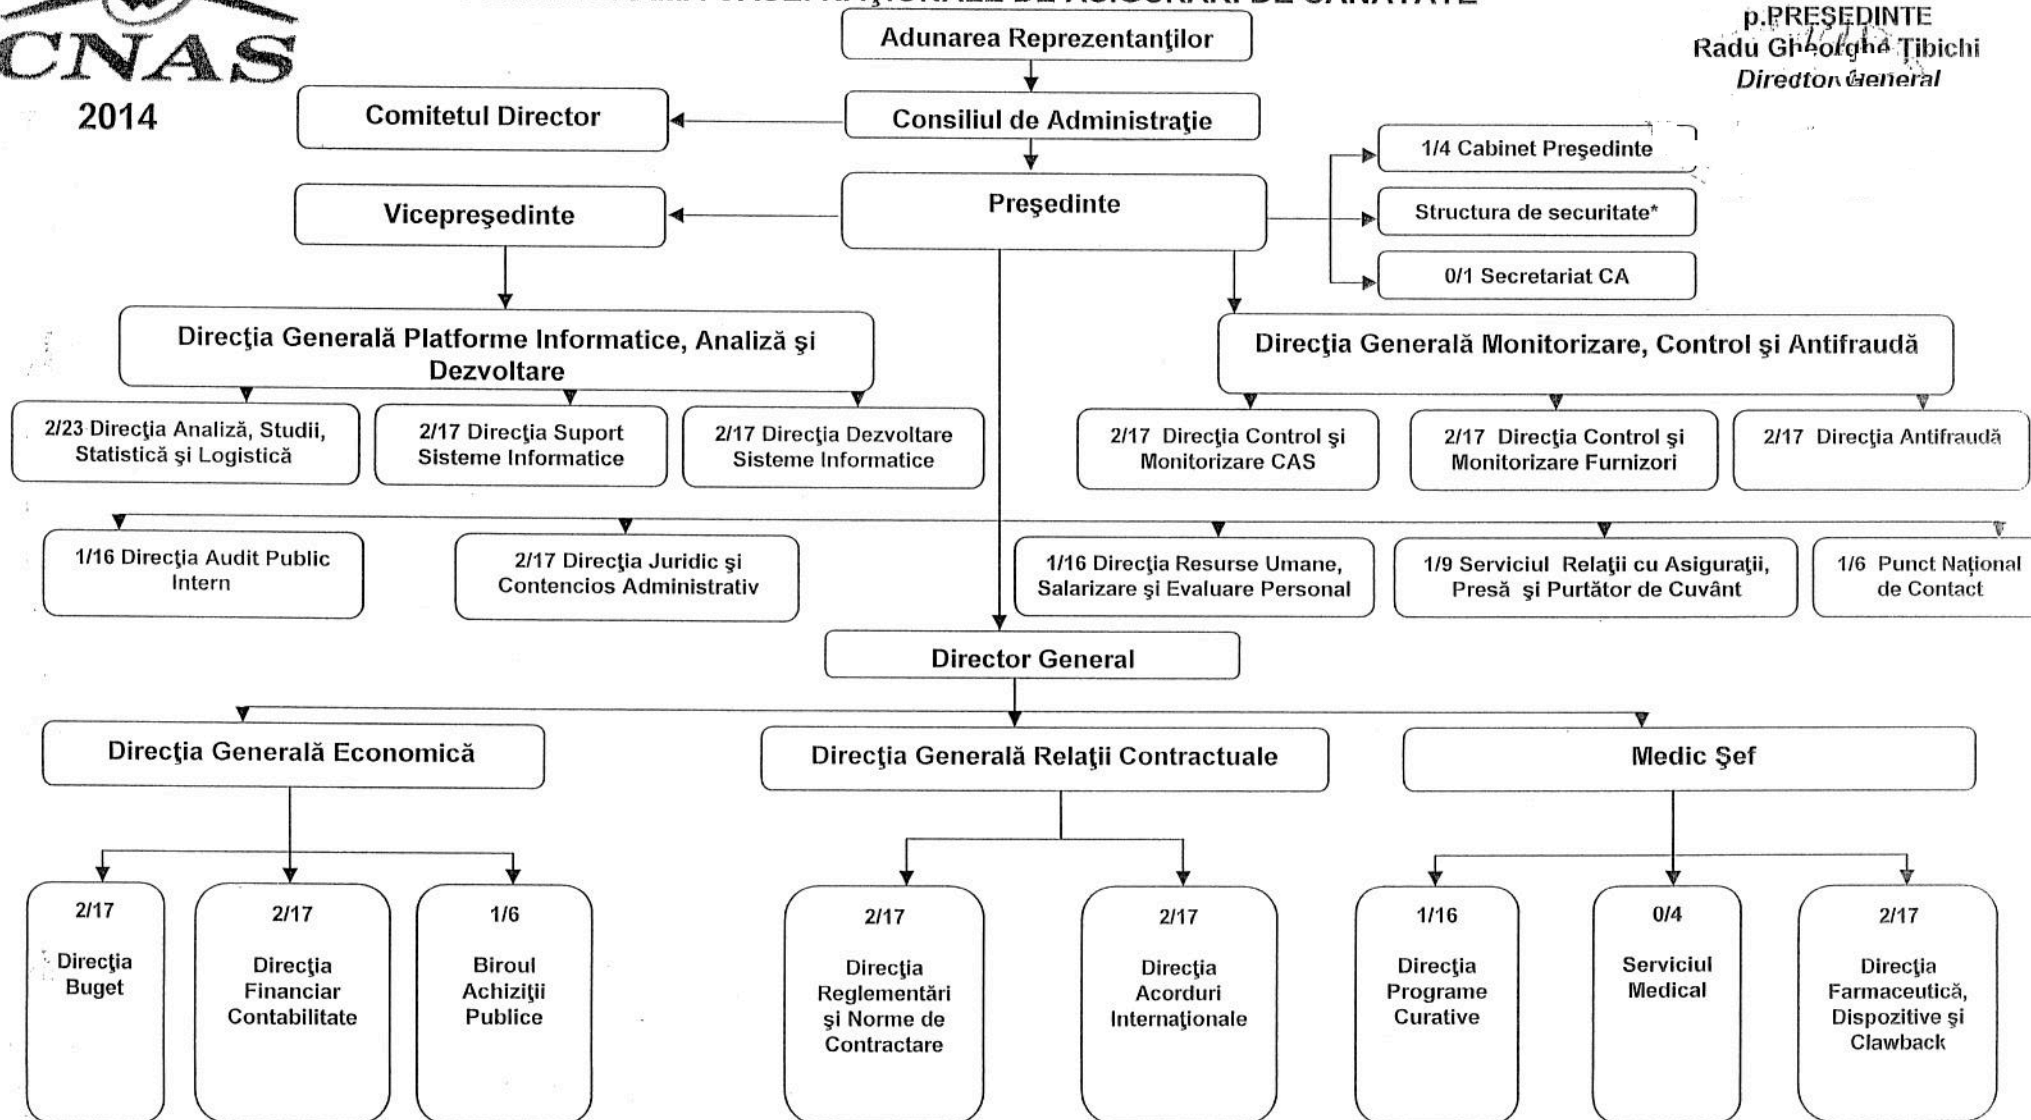 NAŢIONALE DE ASIGURĂRI DE SĂNĂTATE
CNAS
2014
p.PREŞEDINTE
Radu Gheorghe Ţibichi
Director General
Adunarea Reprezentanţilor
Comitetul Director
Consiliul de Administraţie
1/4 Cabinet Preşedinte
Vicepreşedinte
Preşedinte
Structura de securitate*
0/1 Secretariat CA
Direcţia Generală Platforme Informatice, Analiză şi
Dezvoltare
Direcţia Generală Monitorizare, Control şi Antifraudă
2/23 Direcţia Analiză, Studii,
Statistică şi Logistică
2/17 Direcţia Suport
Sisteme Informatice
2/17 Direcţia Dezvoltare
Sisteme Informatice
2/17 Direcţia Control şi
Monitorizare CAS
2/17 Direcţia Control şi
Monitorizare Furnizori
2/17 Direcţia Antifraudă
1/16 Direcţia Audit Public
Intern
2/17 Direcţia Juridic şi
Contencios Administrativ
1/16 Direcţia Resurse Umane,
Salarizare şi Evaluare Personal
1/9 Serviciul Relaţii cu Asiguraţii,
Presă şi Purtător de Cuvânt
1/6 Punct Naţional
de Contact
Director General
Direcţia Generală Economică
Direcţia Generală Relaţii Contractuale
Medic Şef
2/17
Direcţia
Buget
2/17
Direcţia
Financiar
Contabilitate
1/6
Biroul
Achiziţii
Publice
2/17
Direcţia
Reglementări
şi Norme de
Contractare
2/17
Direcţia
Acorduri
Internaţionale
1/16
Direcţia
Programe
Curative
0/4
Serviciul
Medical
2/17
Direcţia
Farmaceutică,
Dispozitive şi
Clawback